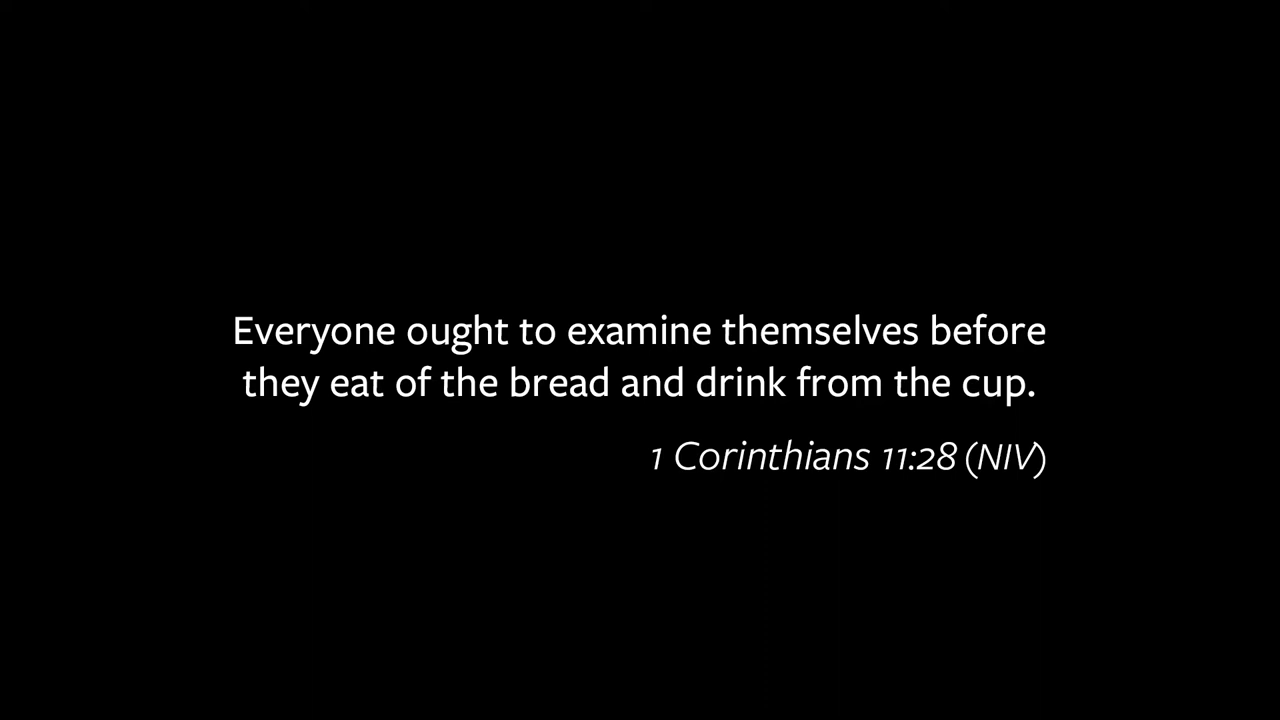 Everyone ought to examine themselves before
they eat of the bread and drink from the cup.
1 Corinthians 11:28 (NIV)